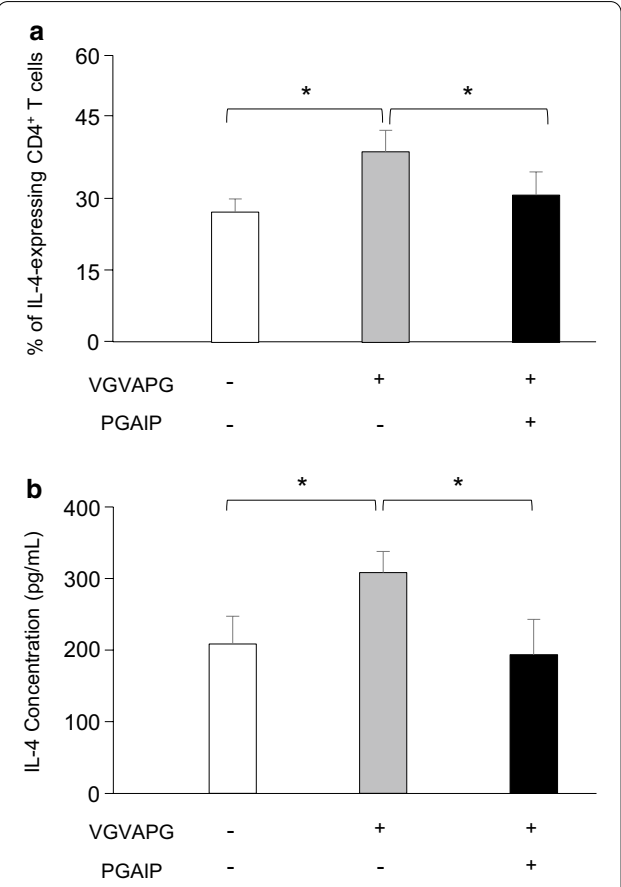 a
% of IL-4-expressing CD4⁺ T cells
60
45
30
15
0
* *
VGVAPG - + +
PGAIP - - +
b
IL-4 Concentration (pg/mL)
400
300
200
100
0
* *
VGVAPG - + +
PGAIP - - +